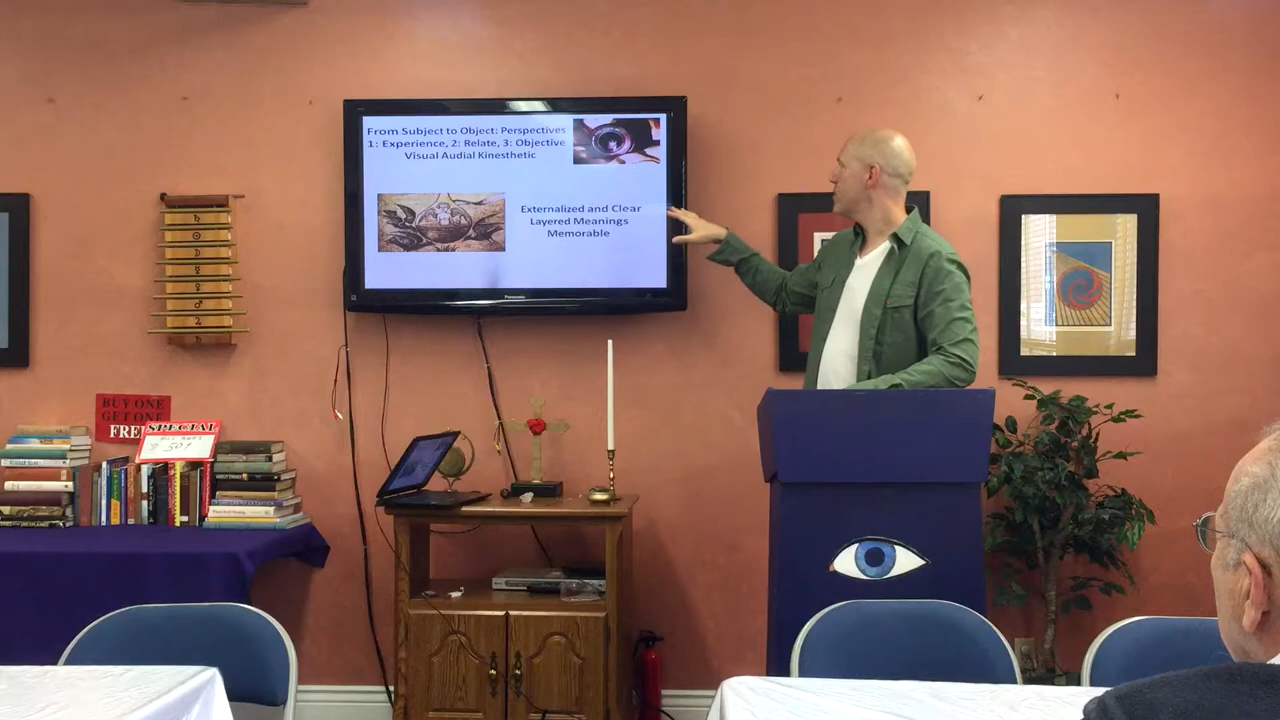 From Subject to Object: Perspectives
1: Experience, 2: Relate, 3: Objective
Visual Audial Kinesthetic
Externalized and Clear
Layered Meanings
Memorable
Panasonic
BUY ONE
GET ONE
FREE
SPECIAL
50¢